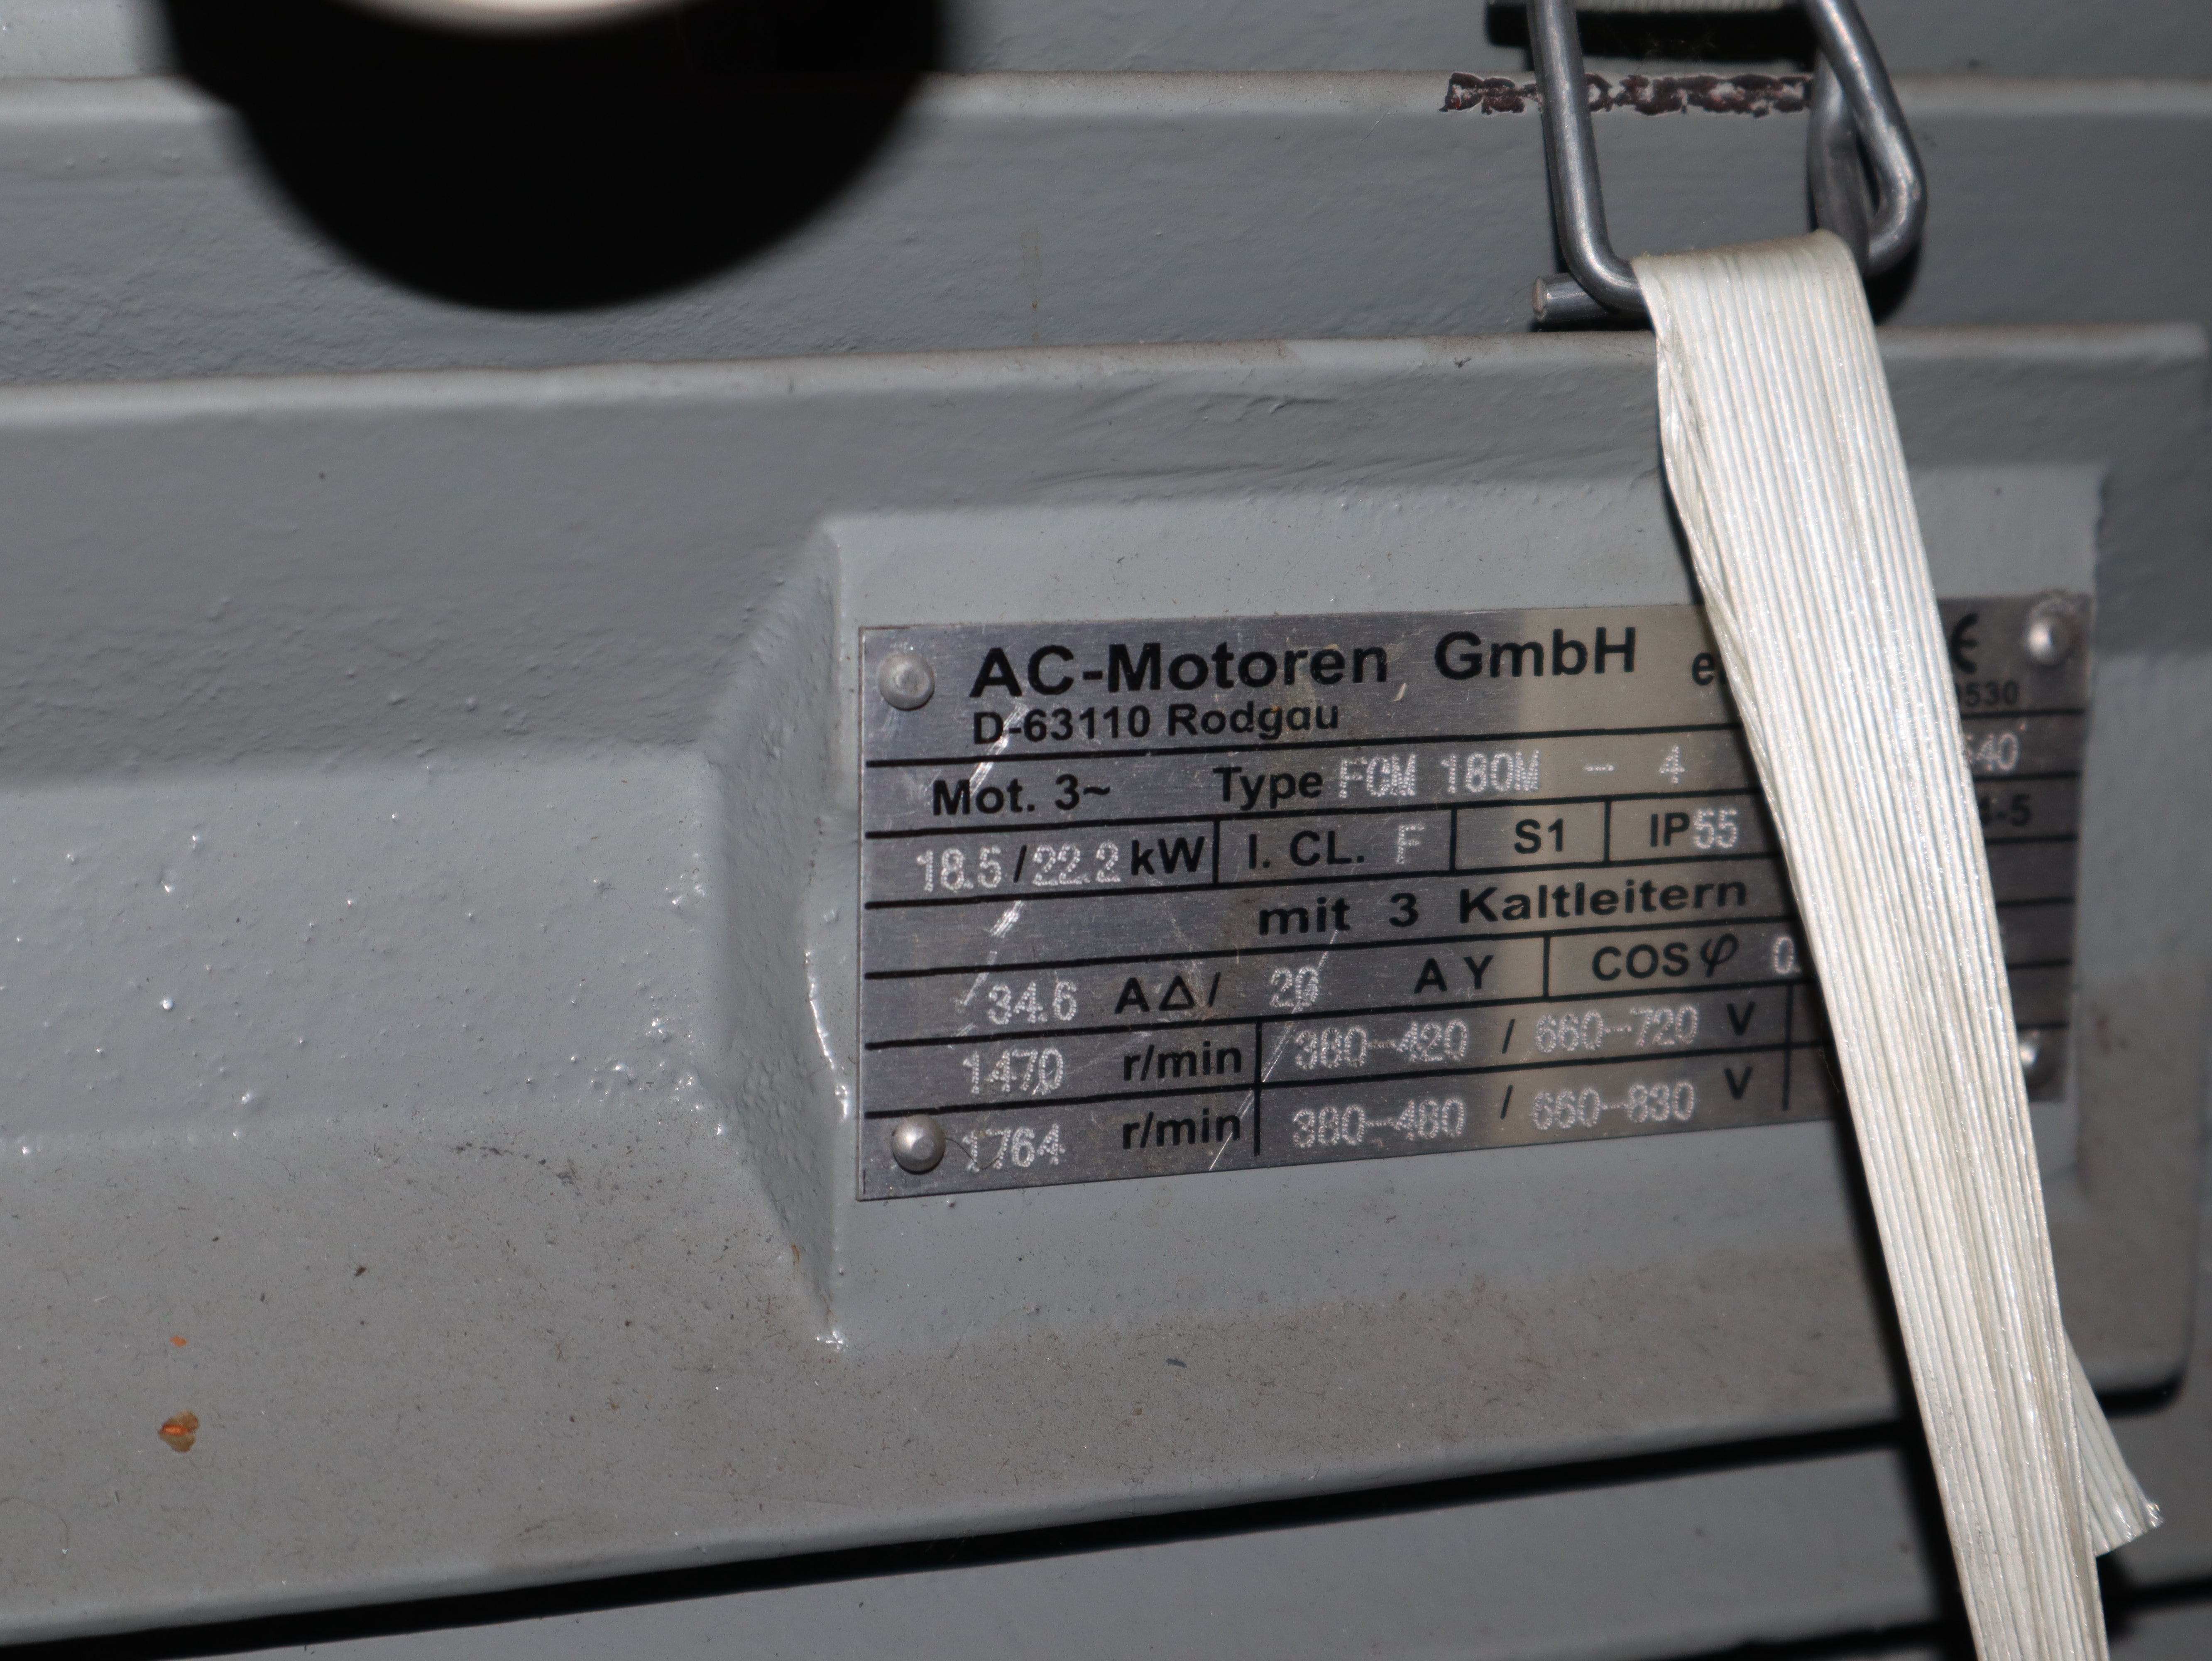 AC-Motoren GmbH
D-63110 Rodgau
Mot. 3~ Type FCM 180M - 4
18.5 / 22.2 kW I. CL. F S1 IP55
mit 3 Kaltleitern
34.6 A Δ / 20 A Y COS φ 0
1470 r/min 380-420 / 660-720 V
1764 r/min 380-480 / 660-830 V